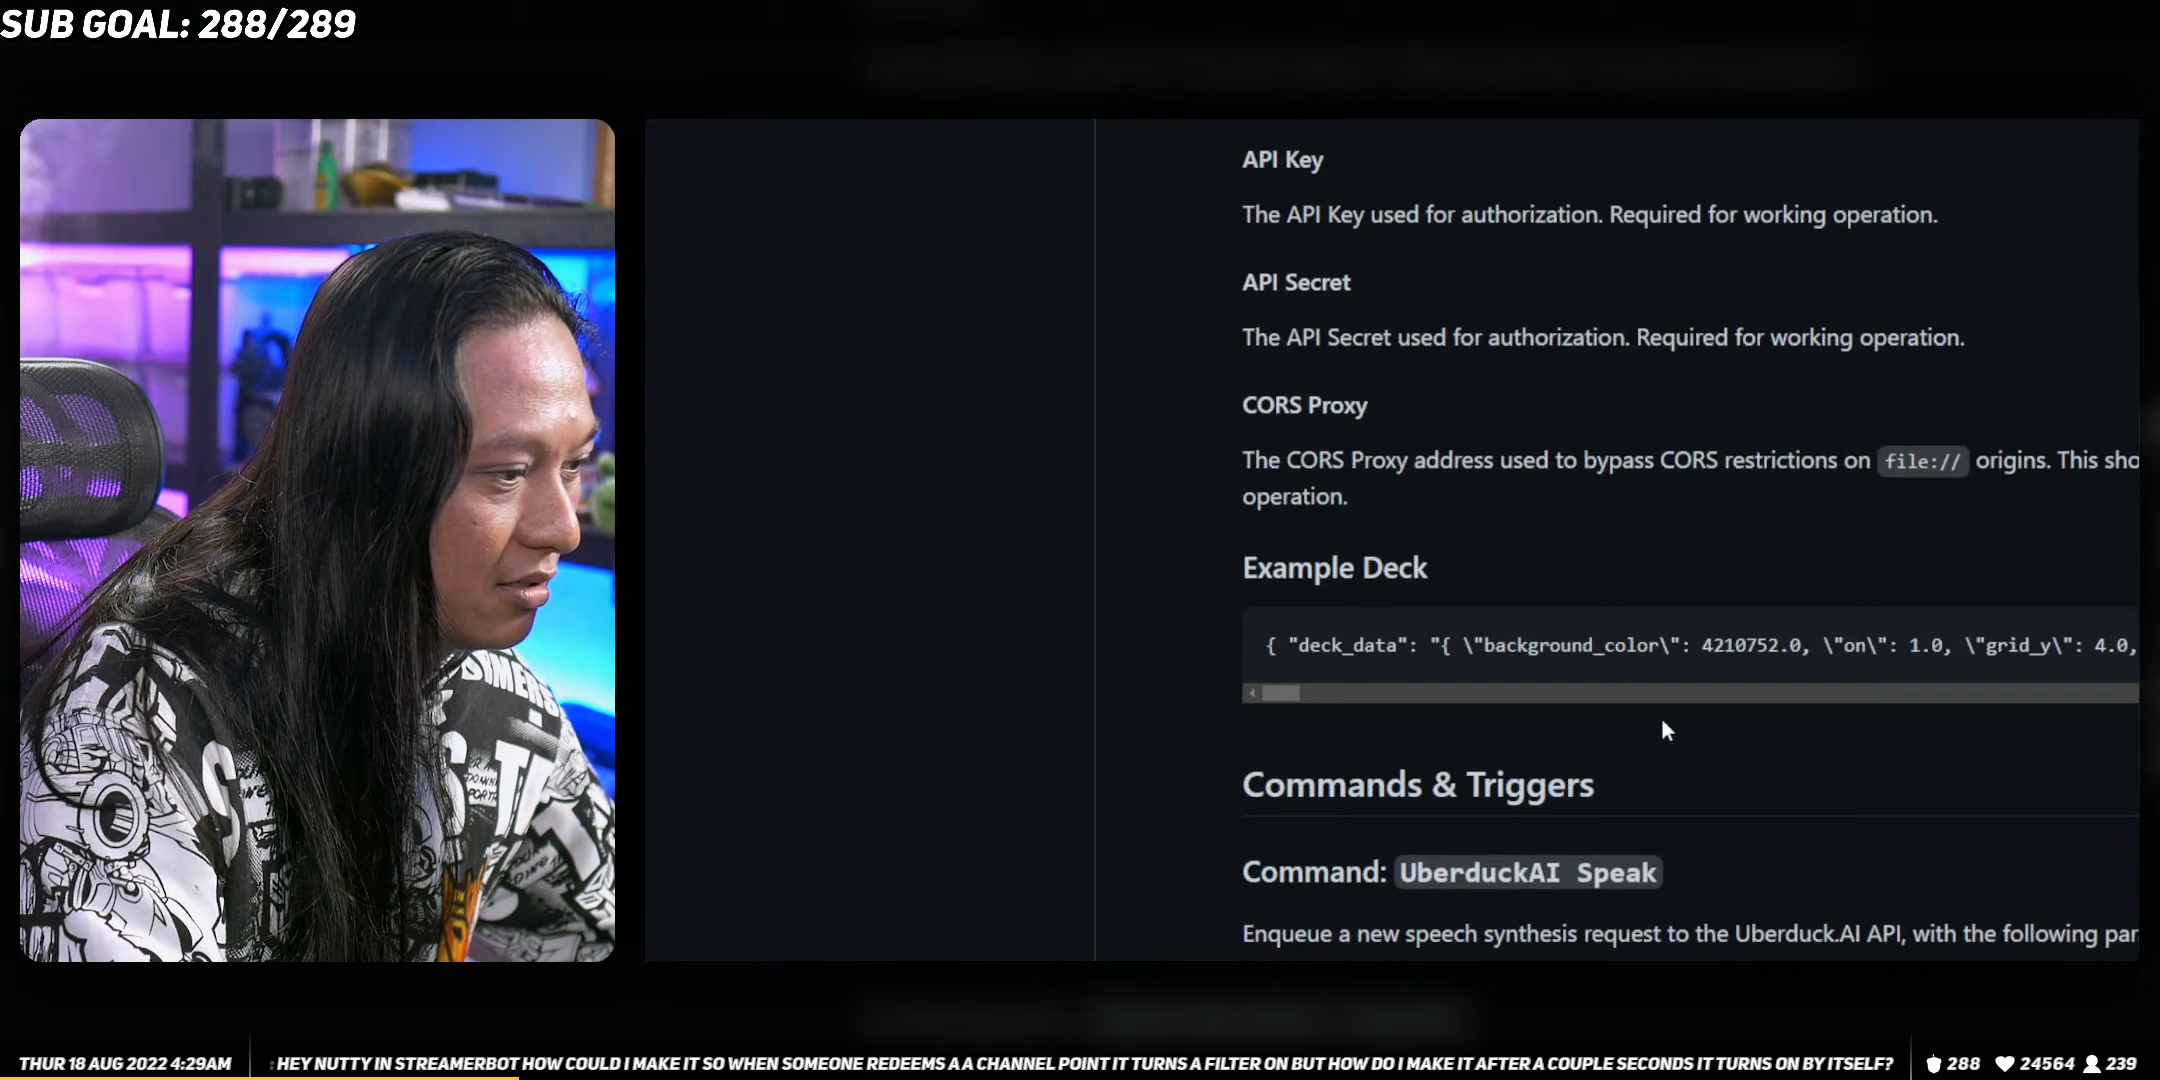 SUB GOAL: 288/289
API Key
The API Key used for authorization. Required for working operation.
API Secret
The API Secret used for authorization. Required for working operation.
CORS Proxy
The CORS Proxy address used to bypass CORS restrictions on file:// origins. This sho
operation.
Example Deck
{ "deck_data": "{ \"background_color\": 4210752.0, \"on\": 1.0, \"grid_y\": 4.0,
Commands & Triggers
Command: UberduckAI Speak
Enqueue a new speech synthesis request to the Uberduck.AI API, with the following par
THUR 18 AUG 2022 4:29AM
: HEY NUTTY IN STREAMERBOT HOW COULD I MAKE IT SO WHEN SOMEONE REDEEMS A A CHANNEL POINT IT TURNS A FILTER ON BUT HOW DO I MAKE IT AFTER A COUPLE SECONDS IT TURNS ON BY ITSELF?
288 24564 239